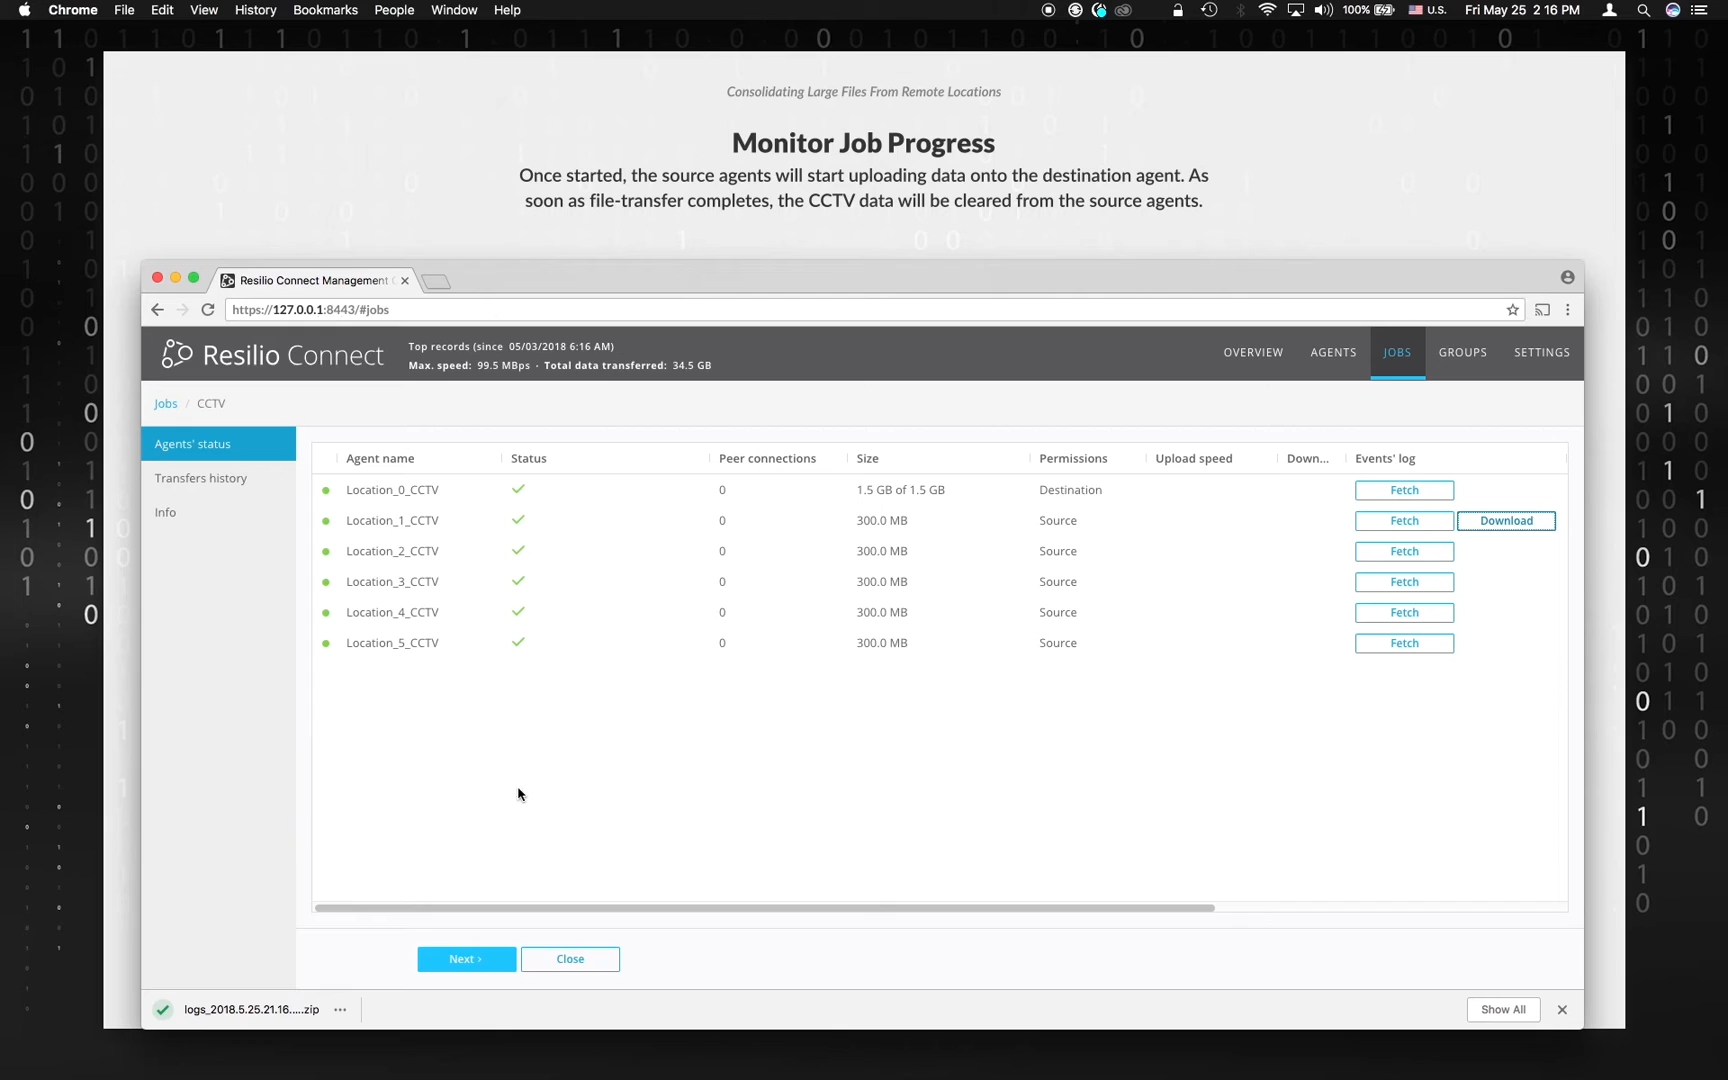 Chrome File Edit View History Bookmarks People Window Help 100% U.S. Fri May 25 2:16 PM
Consolidating Large Files From Remote Locations
Monitor Job Progress
Once started, the source agents will start uploading data onto the destination agent. As
soon as file-transfer completes, the CCTV data will be cleared from the source agents.
Resilio Connect Management
https://127.0.0.1:8443/#jobs
Resilio Connect
Top records (since 05/03/2018 6:16 AM)
Max. speed: 99.5 MBps · Total data transferred: 34.5 GB
OVERVIEW AGENTS JOBS GROUPS SETTINGS
Jobs / CCTV
Agents' status
Transfers history
Info
Agent name Status Peer connections Size Permissions Upload speed Down... Events' log
Location_0_CCTV 0 1.5 GB of 1.5 GB Destination Fetch
Location_1_CCTV 0 300.0 MB Source Fetch Download
Location_2_CCTV 0 300.0 MB Source Fetch
Location_3_CCTV 0 300.0 MB Source Fetch
Location_4_CCTV 0 300.0 MB Source Fetch
Location_5_CCTV 0 300.0 MB Source Fetch
Next › Close
logs_2018.5.25.21.16.....zip
Show All